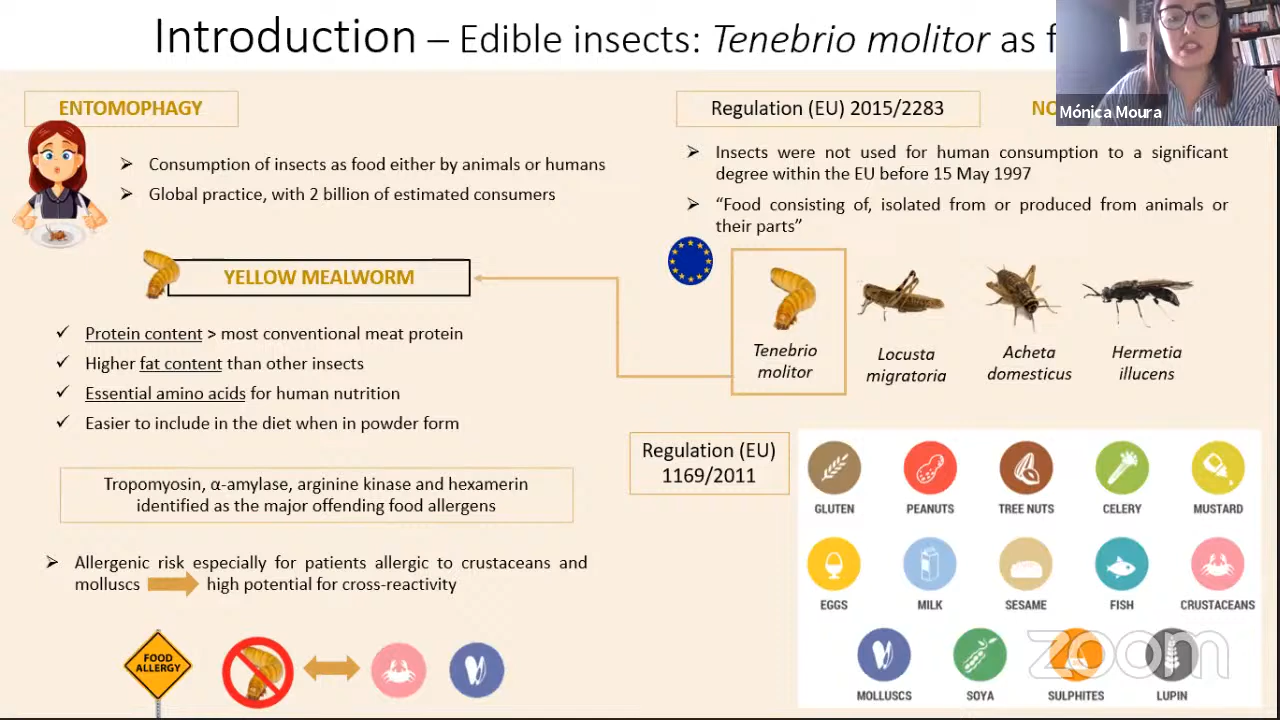 Introduction – Edible insects: Tenebrio molitor as
Mónica Moura
ENTOMOPHAGY
Consumption of insects as food either by animals or humans
Global practice, with 2 billion of estimated consumers
YELLOW MEALWORM
Protein content > most conventional meat protein
Higher fat content than other insects
Essential amino acids for human nutrition
Easier to include in the diet when in powder form
Tropomyosin, α-amylase, arginine kinase and hexamerin
identified as the major offending food allergens
Allergenic risk especially for patients allergic to crustaceans and
molluscs high potential for cross-reactivity
FOOD
ALLERGY
Regulation (EU) 2015/2283
Insects were not used for human consumption to a significant
degree within the EU before 15 May 1997
“Food consisting of, isolated from or produced from animals or
their parts”
Tenebrio
molitor
Locusta
migratoria
Acheta
domesticus
Hermetia
illucens
Regulation (EU)
1169/2011
GLUTEN
PEANUTS
TREE NUTS
CELERY
MUSTARD
EGGS
MILK
SESAME
FISH
CRUSTACEANS
MOLLUSCS
SOYA
SULPHITES
LUPIN
zoom